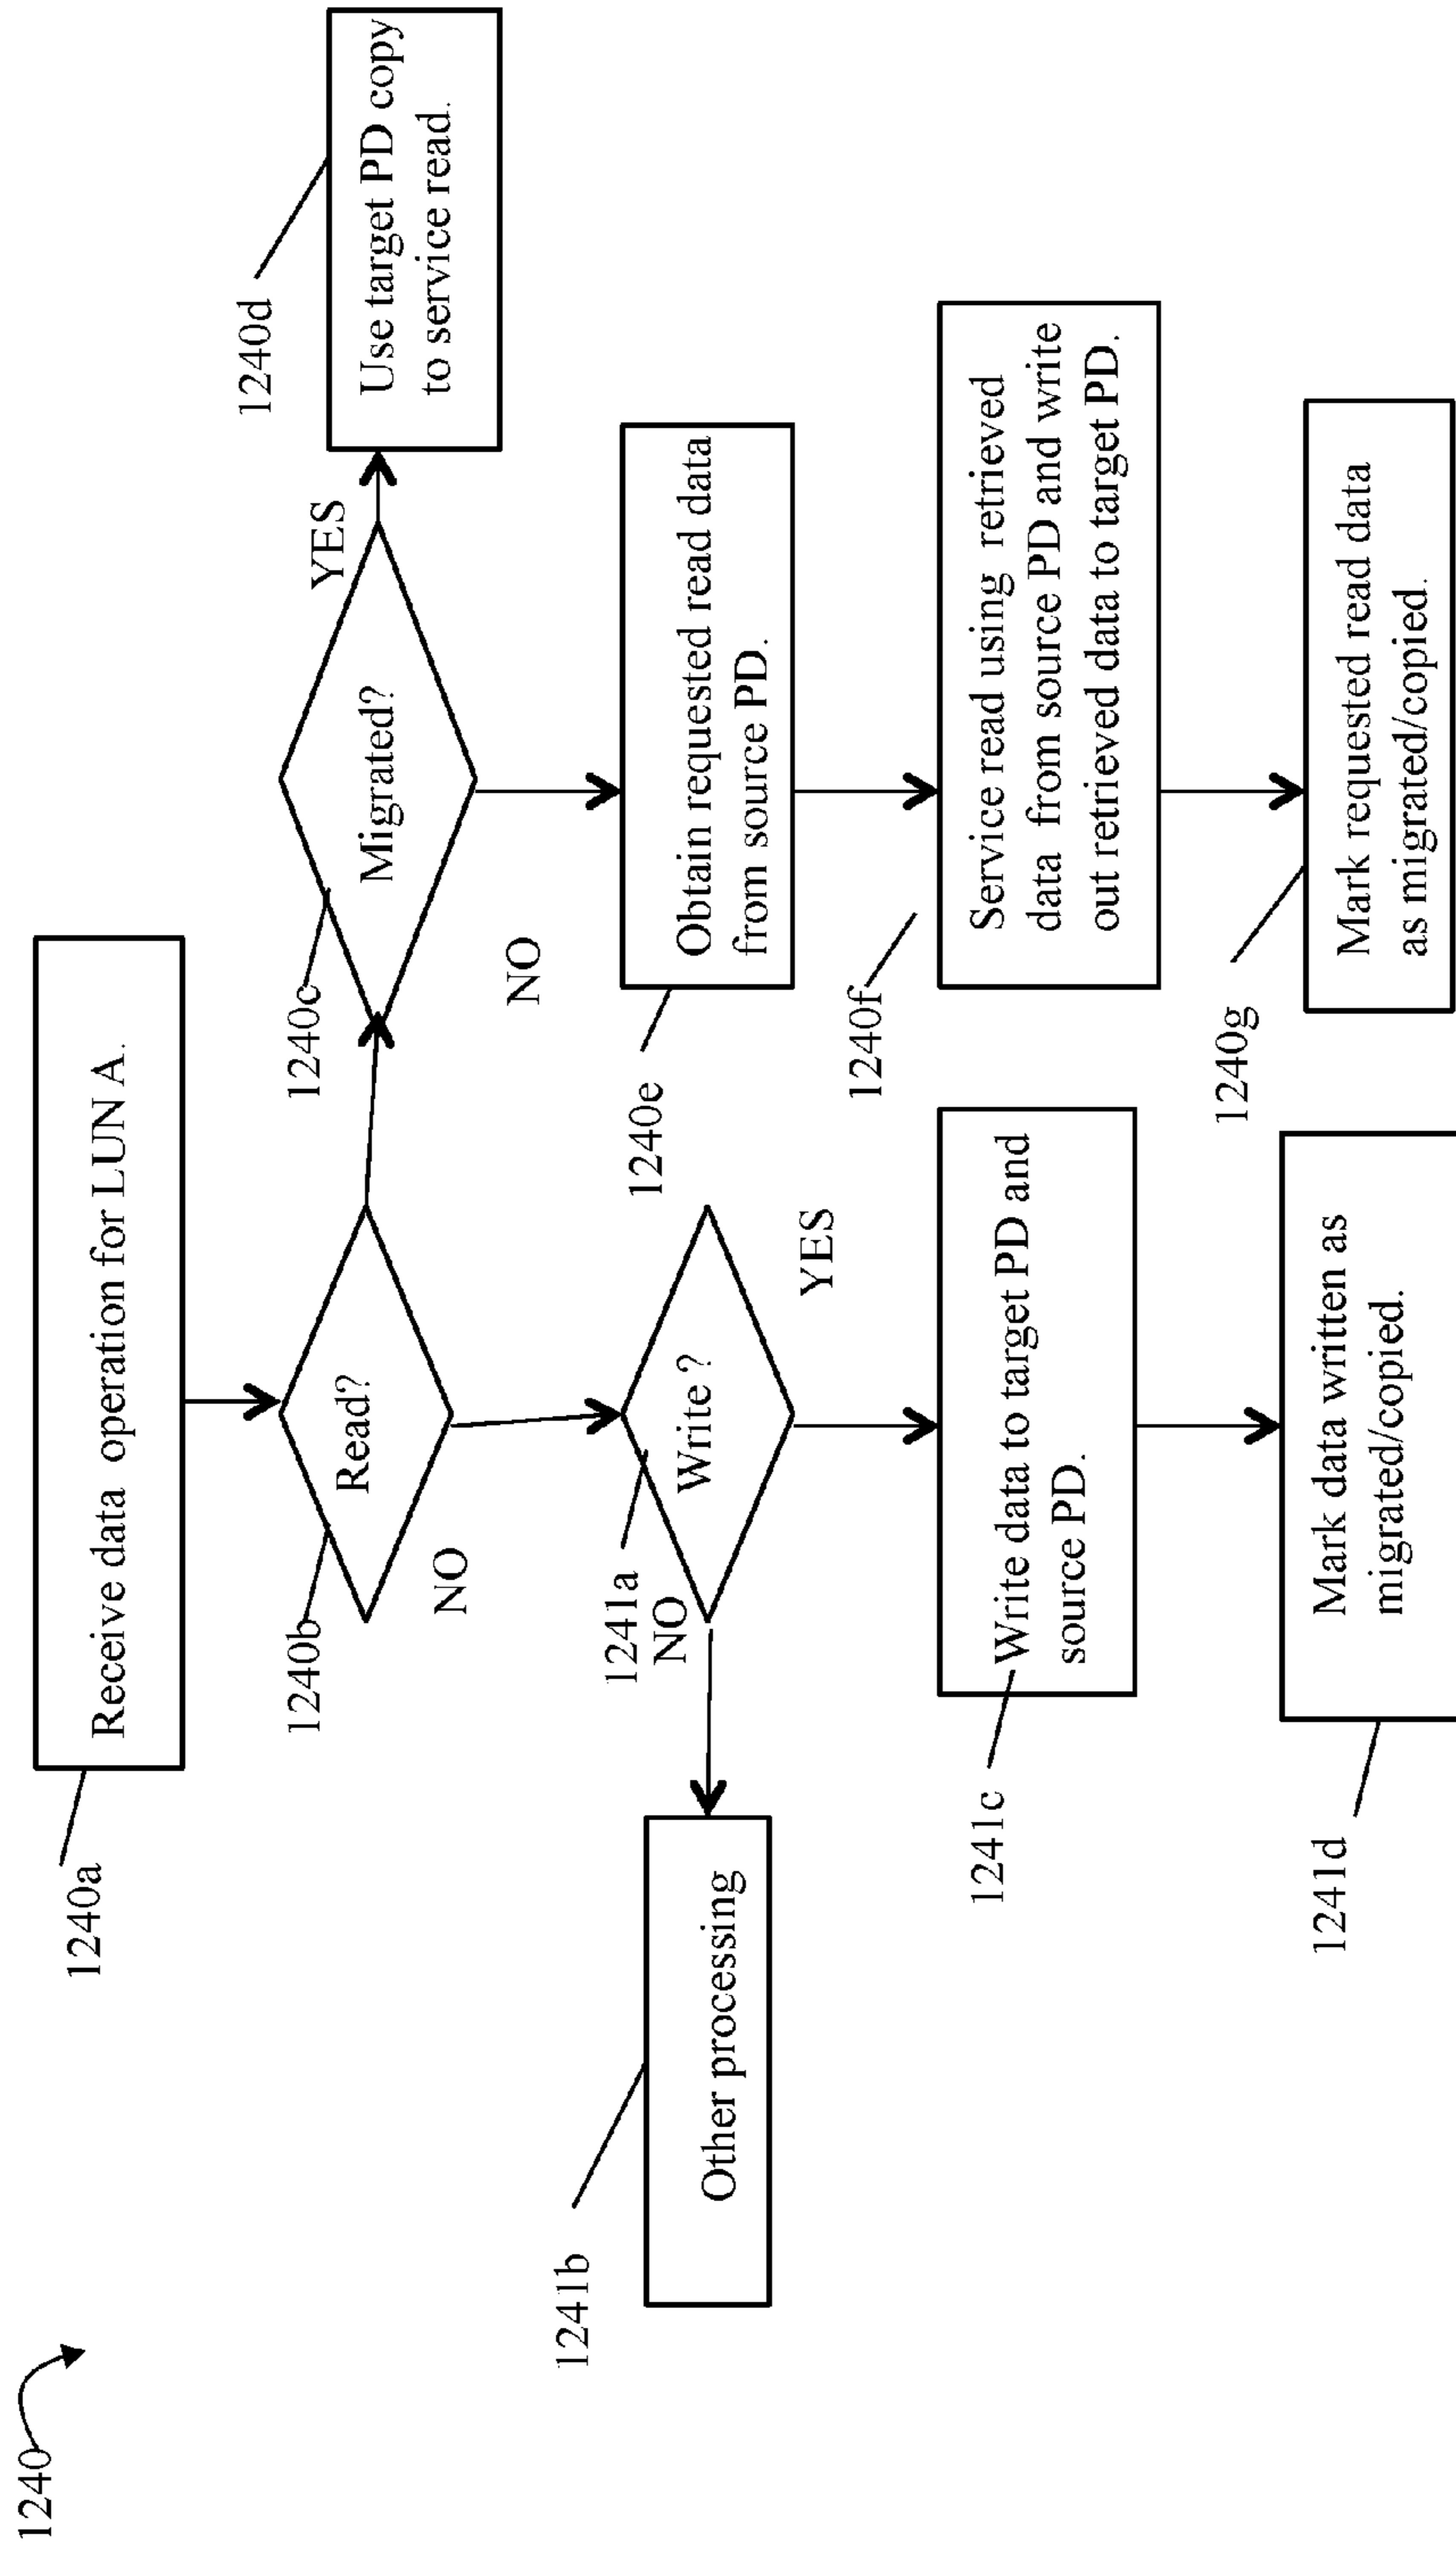 1240
1240a
Receive data operation for LUN A.
1240b
Read?
NO
1240c
Migrated?
YES
1240d
Use target PD copy
to service read.
NO
1241a
Write ?
NO
YES
1241b
Other processing
1240e
Obtain requested read data
from source PD.
1241c
Write data to target PD and
source PD.
1240f
Service read using retrieved
data from source PD and write
out retrieved data to target PD.
1241d
Mark data written as
migrated/copied.
1240g
Mark requested read data
as migrated/copied.